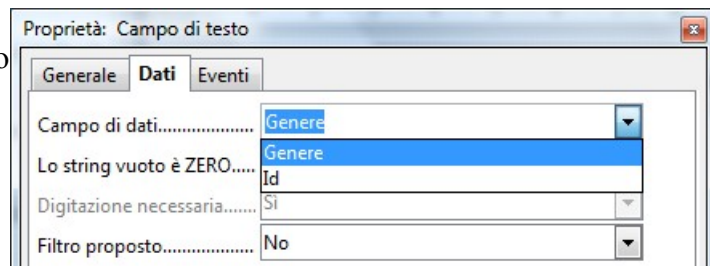 Proprietà: Campo di testo
o
Generale Dati Eventi
Campo di dati.................... Genere
Genere
Lo string vuoto è ZERO.....
Id
Digitazione necessaria....... Sì
Filtro proposto................... No